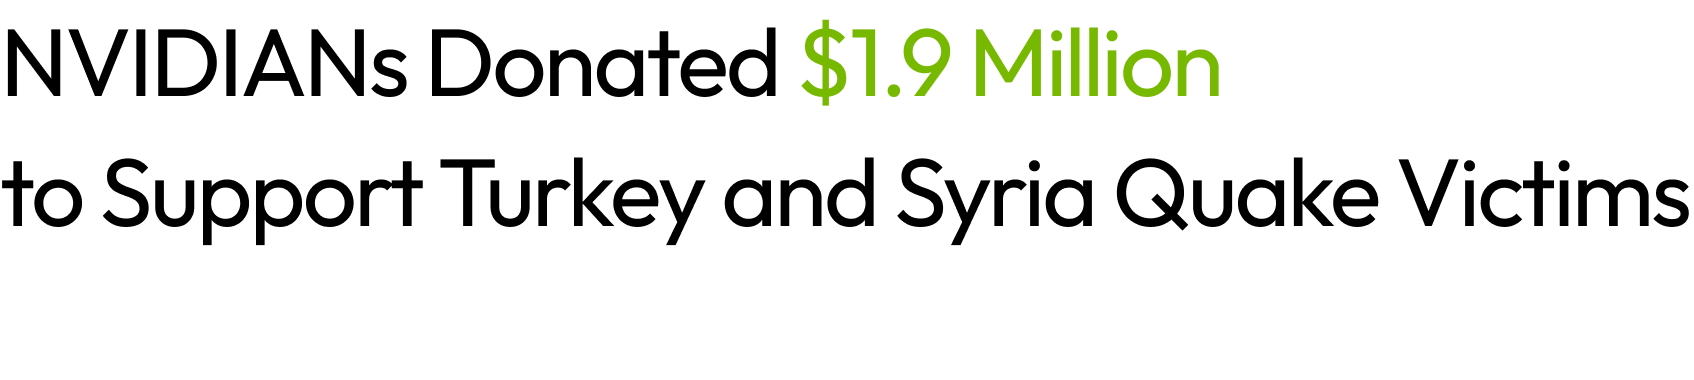 NVIDIANs Donated $1.9 Million
to Support Turkey and Syria Quake Victims